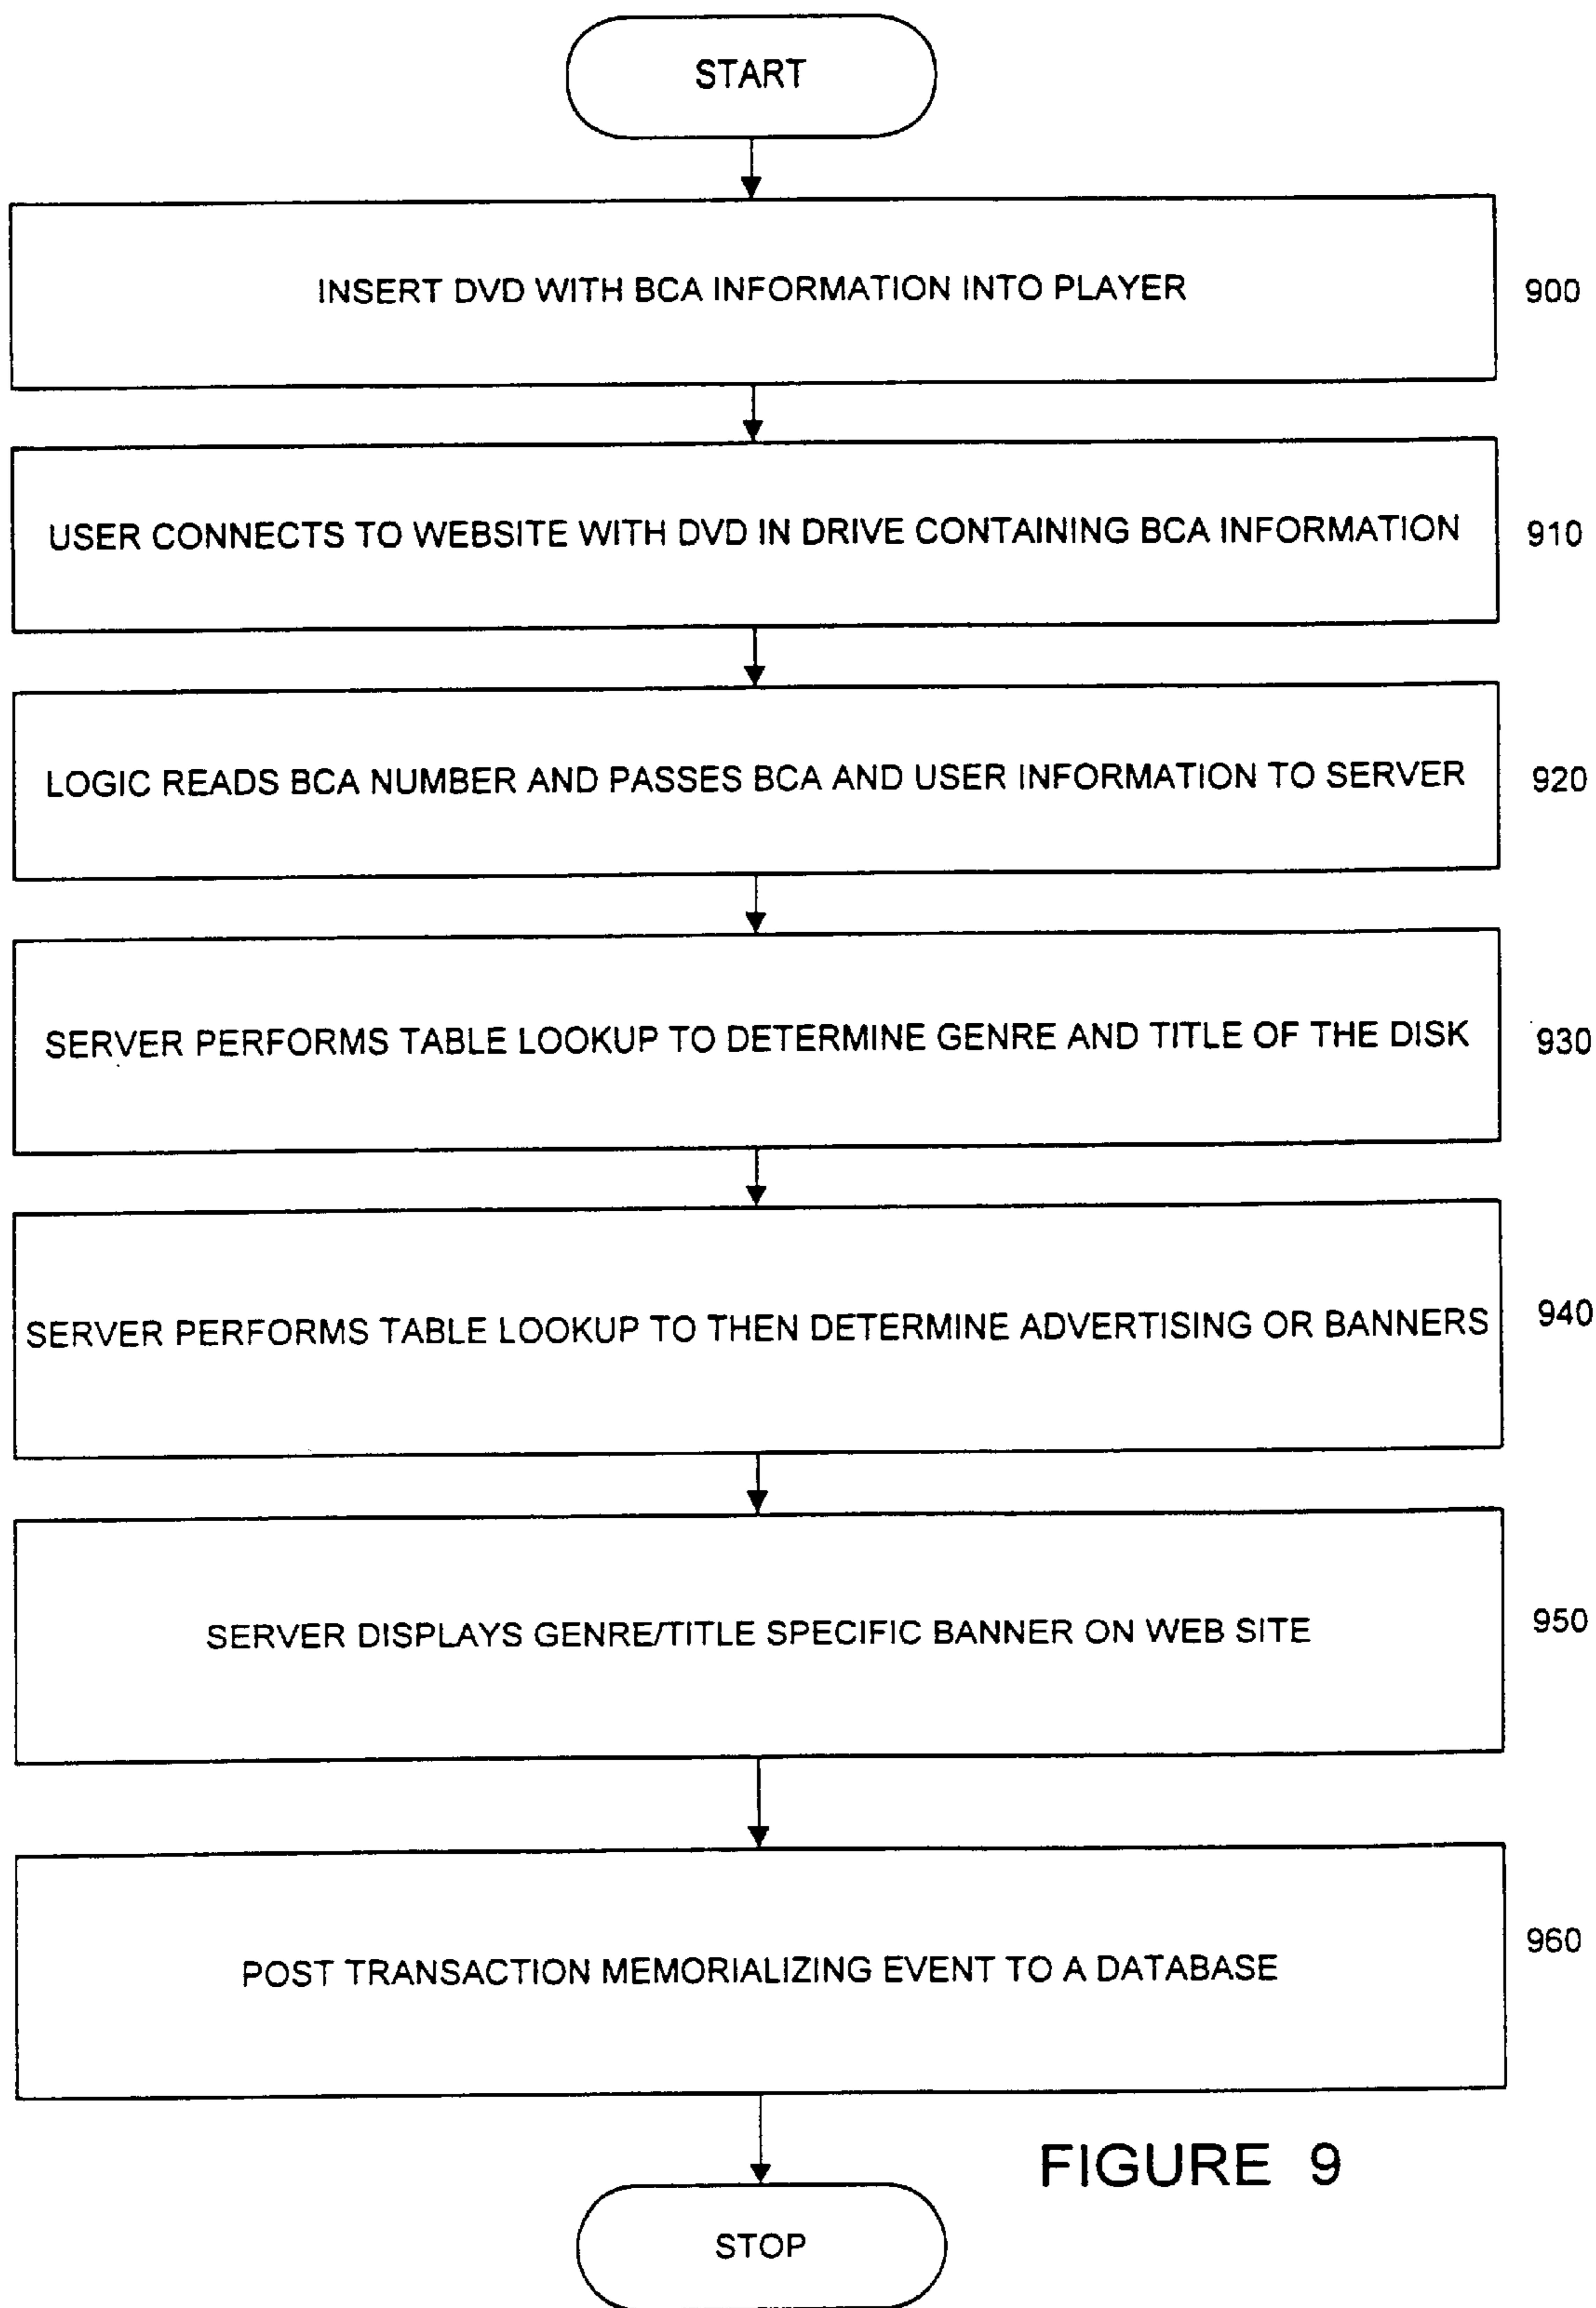 START
INSERT DVD WITH BCA INFORMATION INTO PLAYER
900
USER CONNECTS TO WEBSITE WITH DVD IN DRIVE CONTAINING BCA INFORMATION
910
LOGIC READS BCA NUMBER AND PASSES BCA AND USER INFORMATION TO SERVER
920
SERVER PERFORMS TABLE LOOKUP TO DETERMINE GENRE AND TITLE OF THE DISK
930
SERVER PERFORMS TABLE LOOKUP TO THEN DETERMINE ADVERTISING OR BANNERS
940
SERVER DISPLAYS GENRE/TITLE SPECIFIC BANNER ON WEB SITE
950
POST TRANSACTION MEMORIALIZING EVENT TO A DATABASE
960
FIGURE 9
STOP